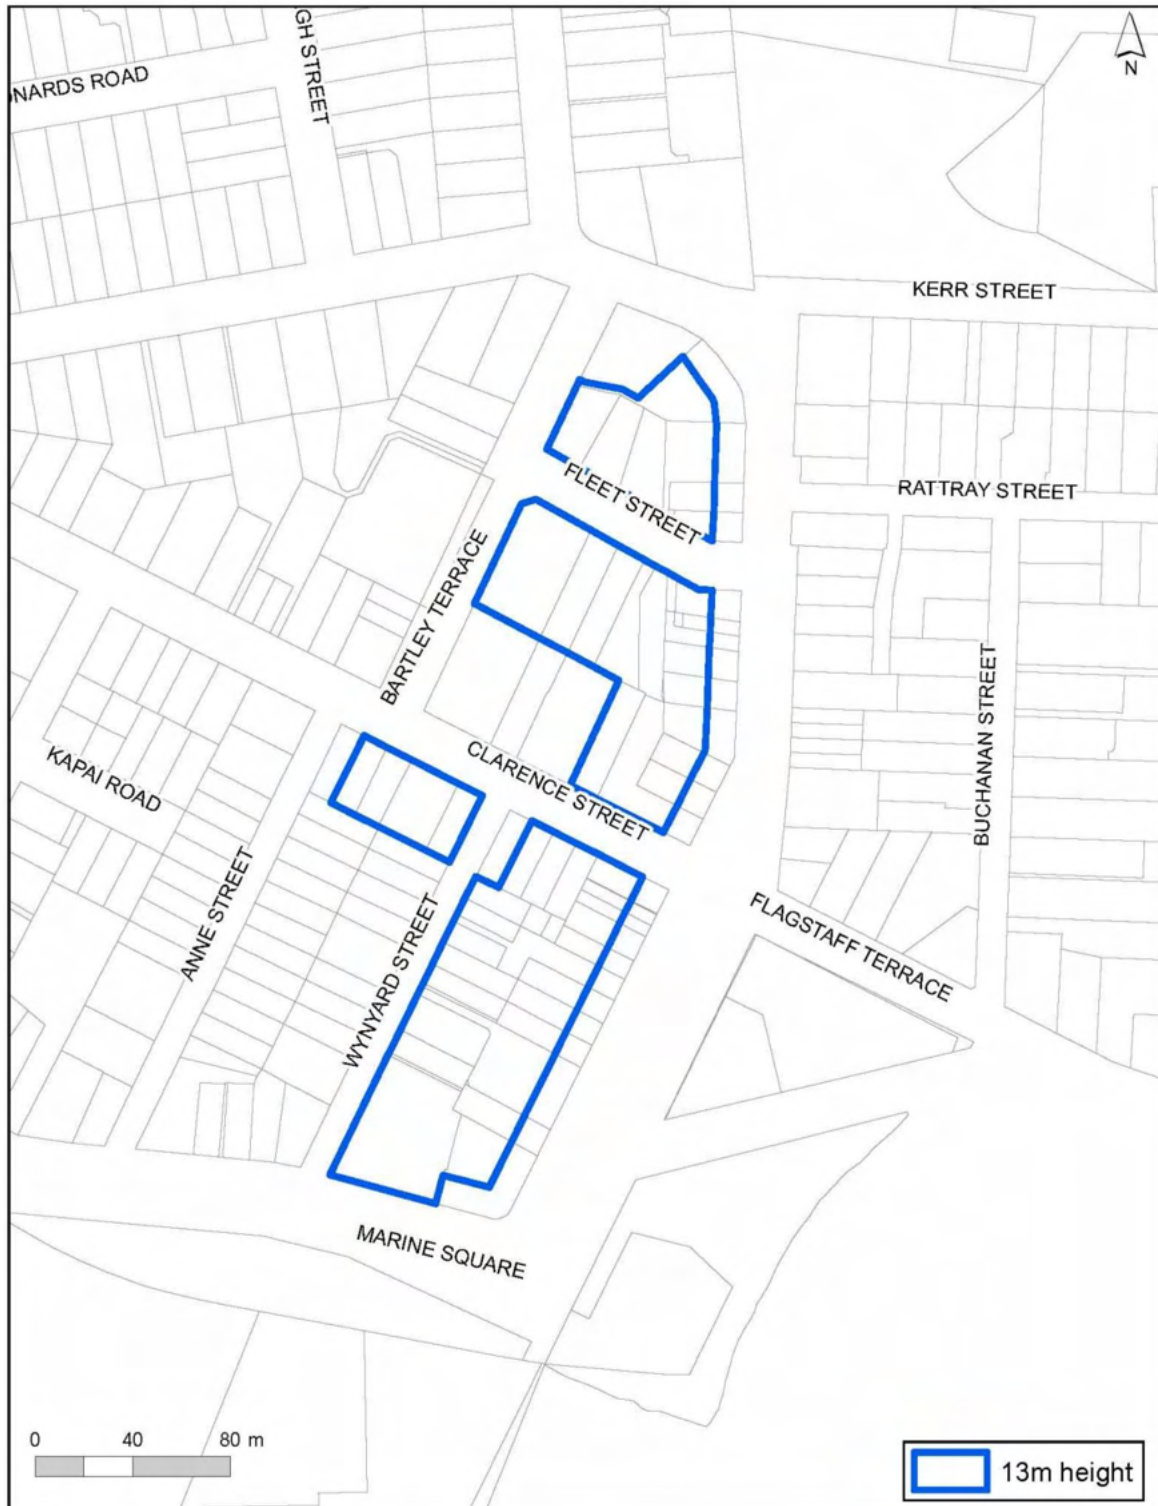 GH STREET
N
ONARDS ROAD
KERR STREET
FLEET STREET
RATTRAY STREET
BARTLEY TERRACE
BUCHANAN STREET
CLARENCE STREET
KAPAI ROAD
ANNE STREET
WYNYARD STREET
FLAGSTAFF TERRACE
MARINE SQUARE
0 40 80 m
13m height